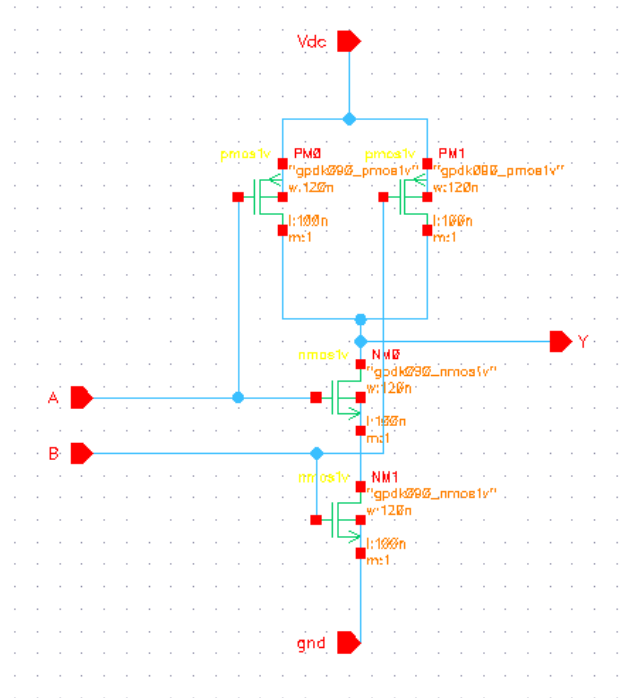 Vdc
pmos1v PM0
"gpdk090_pmos1v"
w:120n
l:100n
m:1
pmos1v PM1
"gpdk090_pmos1v"
w:120n
l:100n
m:1
Y
nmos1v NM0
"gpdk090_nmos1v"
w:120n
l:100n
m:1
A
B
nmos1v NM1
"gpdk090_nmos1v"
w:120n
l:100n
m:1
gnd